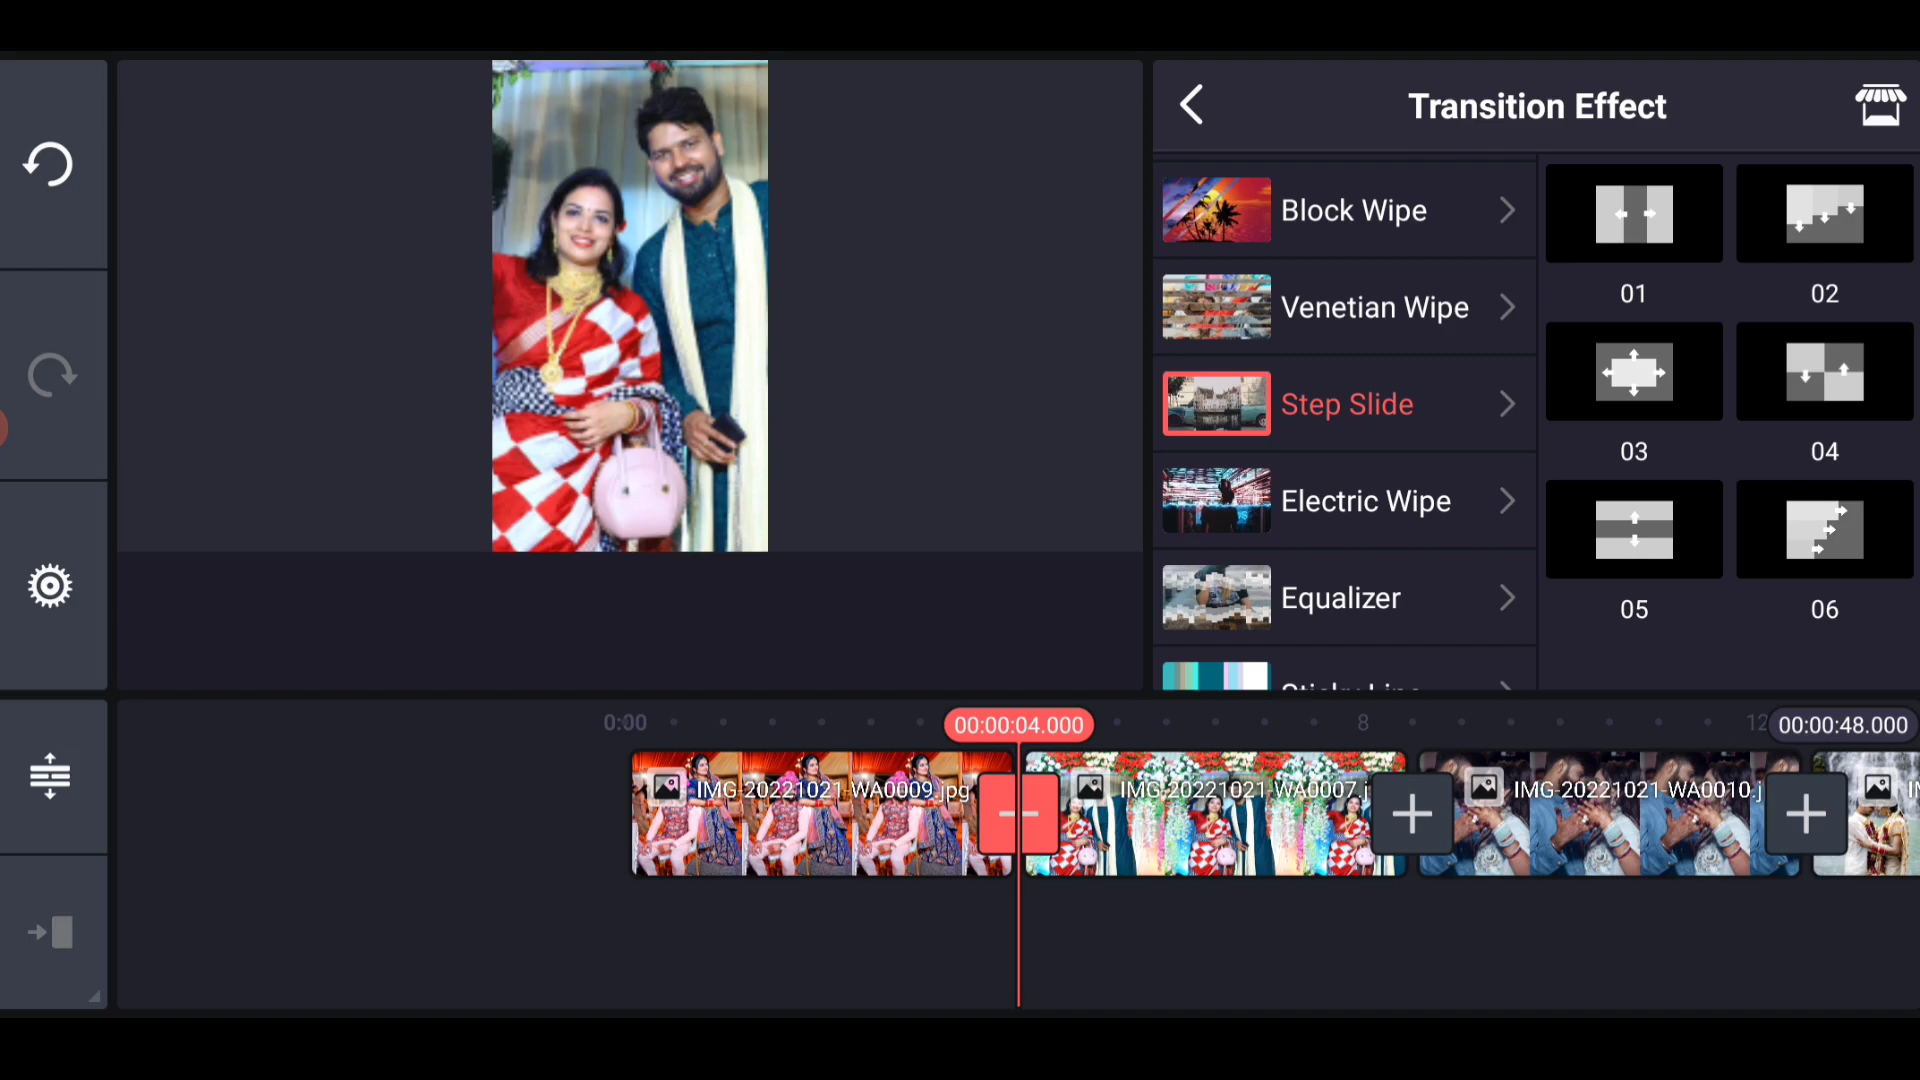 Transition Effect
Block Wipe
Venetian Wipe
Step Slide
Electric Wipe
Equalizer
01
02
03
04
05
06
0:00
00:00:04.000
8
12
00:00:48.000
IMG-20221021-WA0009.jpg
IMG-20221021-WA0007.j
IMG-20221021-WA0010.j